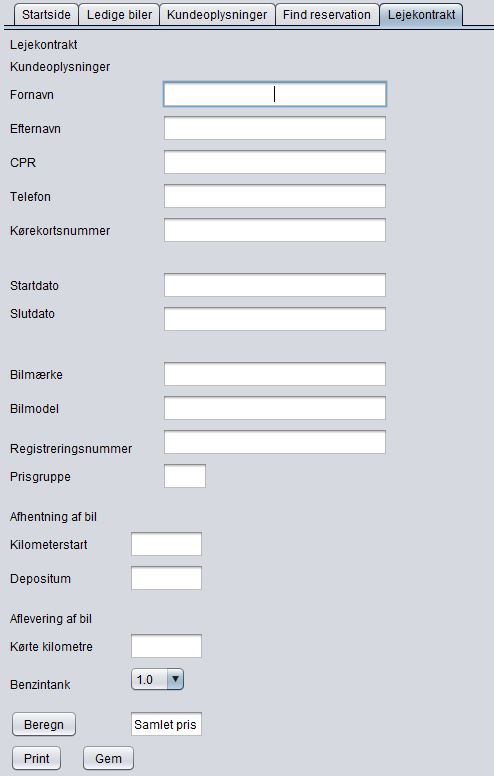 Startside Ledige biler Kundeoplysninger Find reservation Lejekontrakt
Lejekontrakt
Kundeoplysninger
Fornavn
Efternavn
CPR
Telefon
Kørekortsnummer
Startdato
Slutdato
Bilmærke
Bilmodel
Registreringsnummer
Prisgruppe
Afhentning af bil
Kilometerstart
Depositum
Aflevering af bil
Kørte kilometre
Benzintank 1.0
Beregn Samlet pris
Print Gem